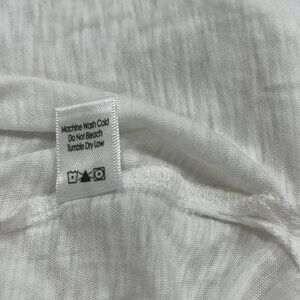 Machine Wash Cold
Do Not Bleach
Tumble Dry Low